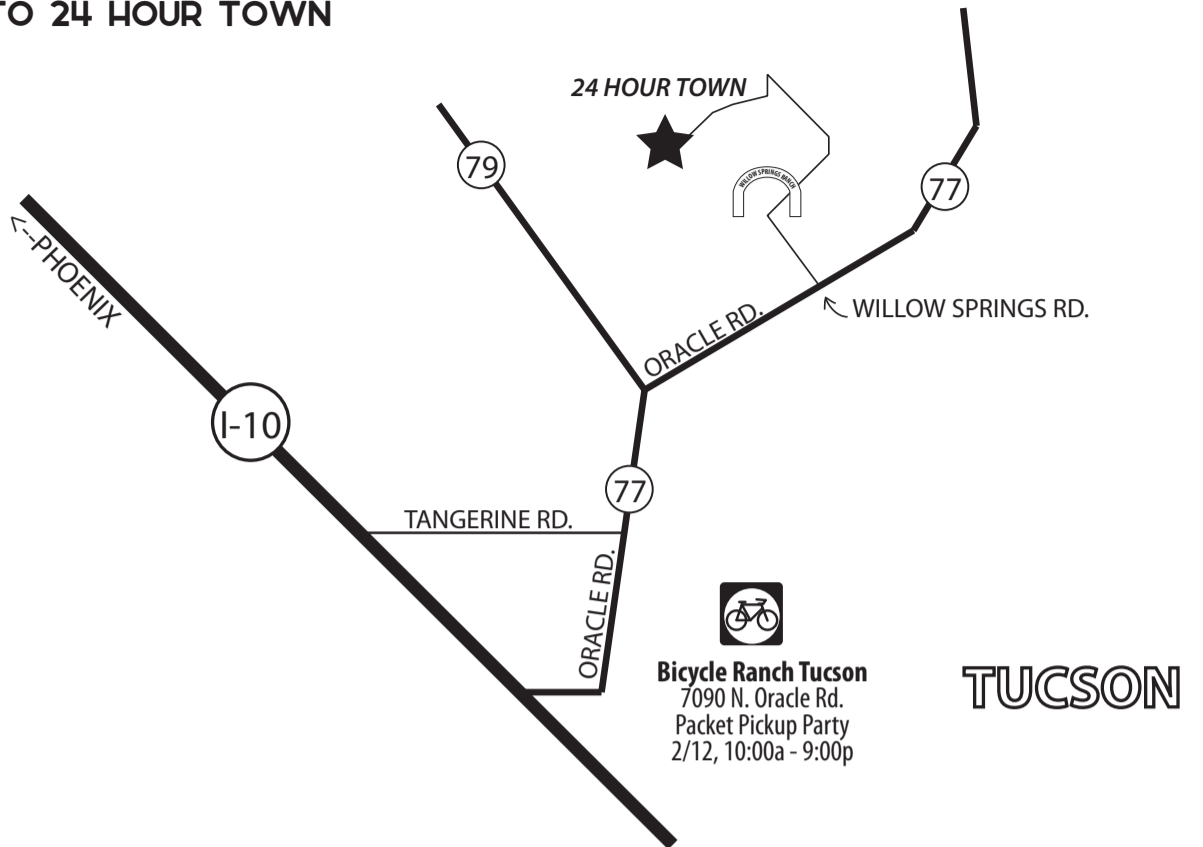 TO 24 HOUR TOWN
24 HOUR TOWN
79
WILLOW SPRINGS RANCH
77
<--PHOENIX
ORACLE RD.
WILLOW SPRINGS RD.
I-10
77
TANGERINE RD.
ORACLE RD.
Bicycle Ranch Tucson
7090 N. Oracle Rd.
Packet Pickup Party
2/12, 10:00a - 9:00p
TUCSON